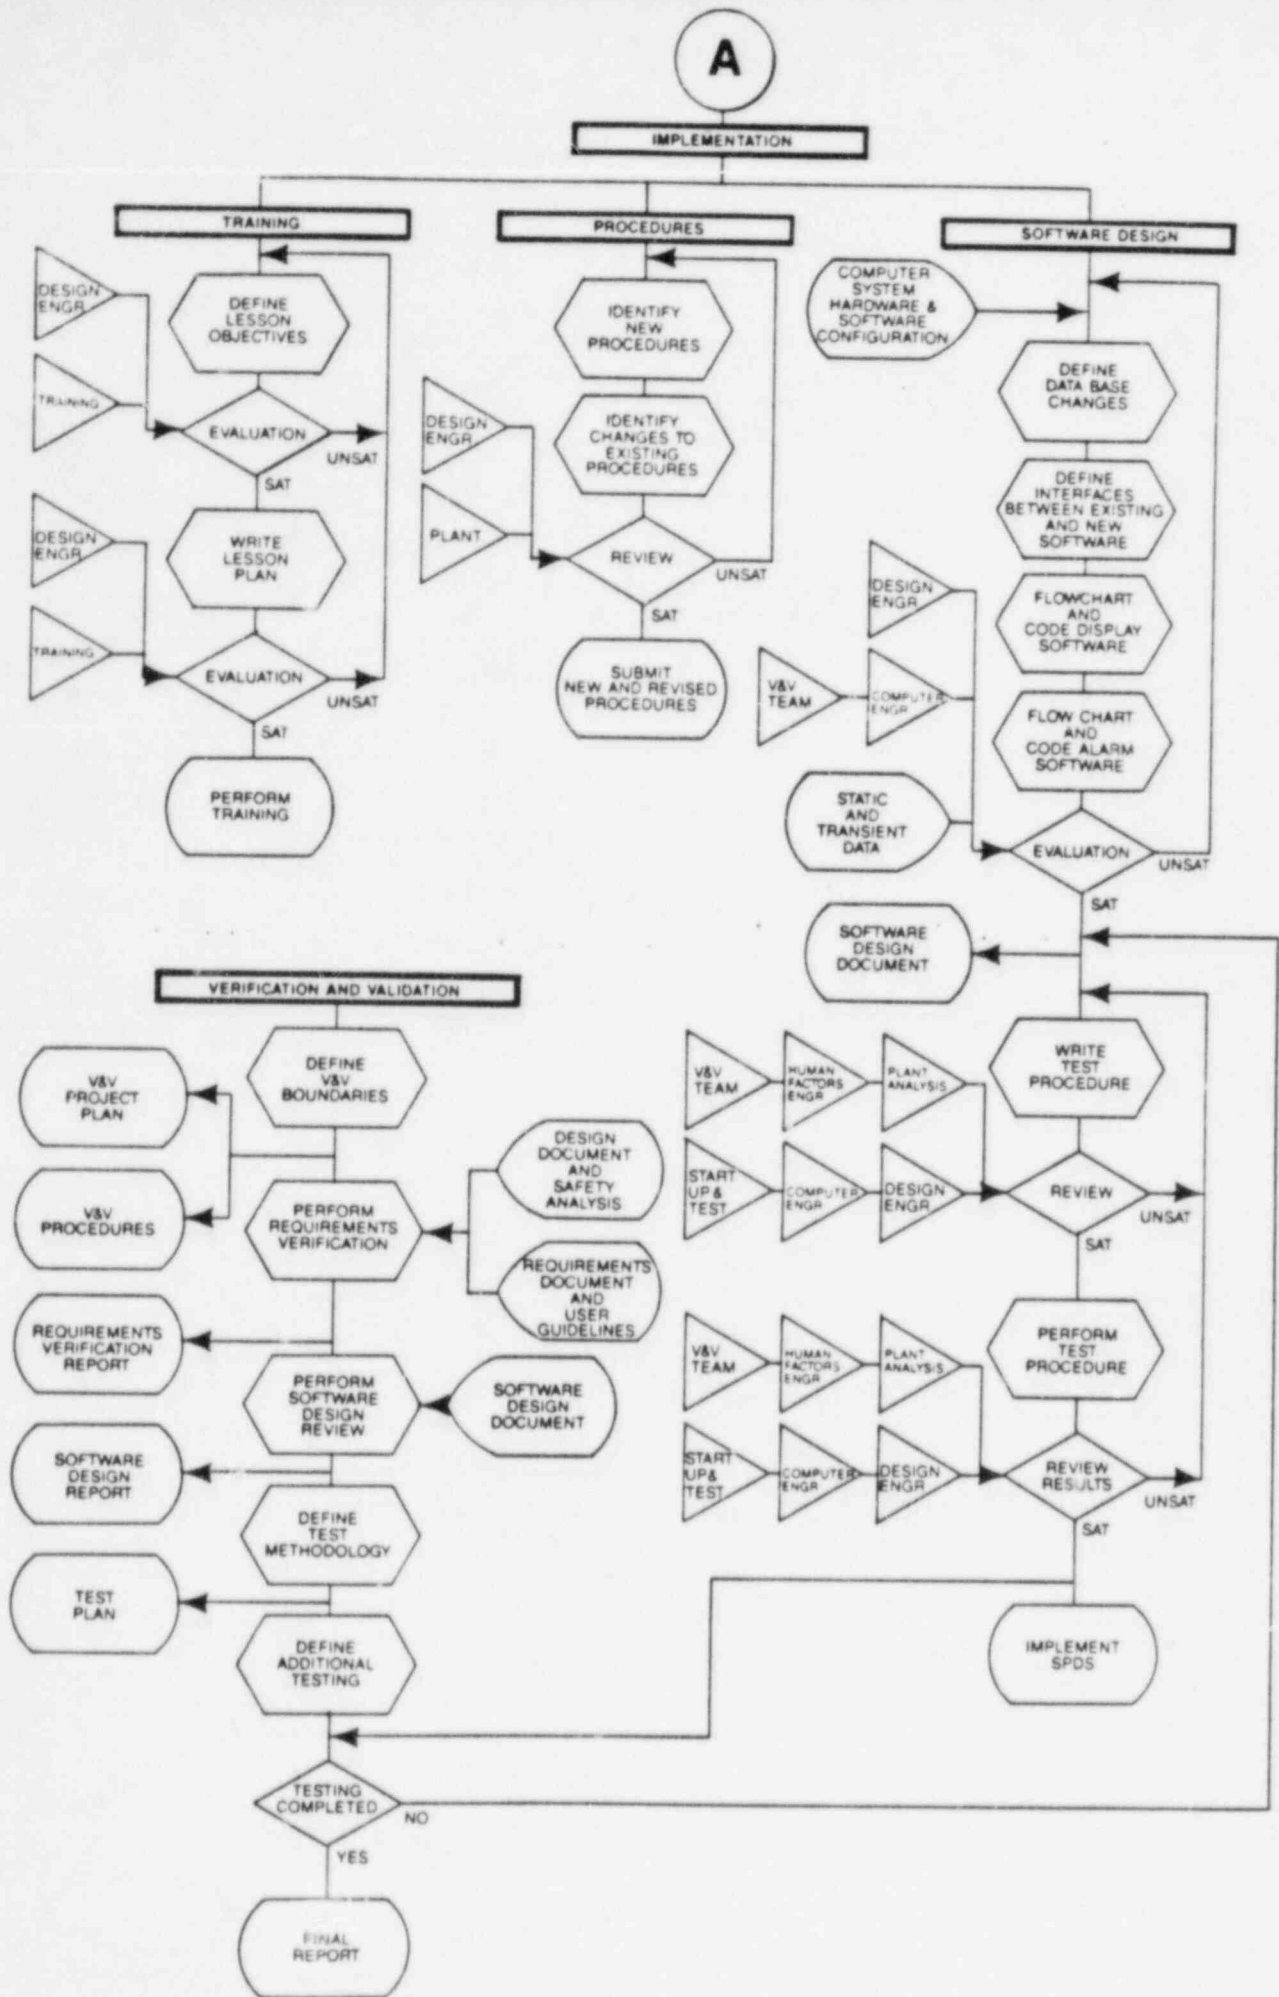 A
IMPLEMENTATION
TRAINING
DESIGN
ENGR.
TRAINING
DEFINE
LESSON
OBJECTIVES
EVALUATION
UNSAT
SAT
DESIGN
ENGR.
TRAINING
WRITE
LESSON
PLAN
EVALUATION
UNSAT
SAT
PERFORM
TRAINING
PROCEDURES
IDENTIFY
NEW
PROCEDURES
DESIGN
ENGR.
PLANT
IDENTIFY
CHANGES TO
EXISTING
PROCEDURES
REVIEW
UNSAT
SAT
SUBMIT
NEW AND REVISED
PROCEDURES
SOFTWARE DESIGN
COMPUTER
SYSTEM
HARDWARE &
SOFTWARE
CONFIGURATION
DEFINE
DATA BASE
CHANGES
DEFINE
INTERFACES
BETWEEN EXISTING
AND NEW
SOFTWARE
DESIGN
ENGR.
FLOWCHART
AND
CODE DISPLAY
SOFTWARE
V&V
TEAM
COMPUTER
ENGR
FLOW CHART
AND
CODE ALARM
SOFTWARE
STATIC
AND
TRANSIENT
DATA
EVALUATION
UNSAT
SAT
SOFTWARE
DESIGN
DOCUMENT
WRITE
TEST
PROCEDURE
V&V
TEAM
HUMAN
FACTORS
ENGR
PLANT
ANALYSIS
START
UP &
TEST
COMPUTER
ENGR
DESIGN
ENGR
REVIEW
UNSAT
SAT
PERFORM
TEST
PROCEDURE
V&V
TEAM
HUMAN
FACTORS
ENGR
PLANT
ANALYSIS
START
UP &
TEST
COMPUTER
ENGR
DESIGN
ENGR
REVIEW
RESULTS
UNSAT
SAT
IMPLEMENT
SPDS
VERIFICATION AND VALIDATION
DEFINE
V&V
BOUNDARIES
V&V
PROJECT
PLAN
V&V
PROCEDURES
PERFORM
REQUIREMENTS
VERIFICATION
DESIGN
DOCUMENT
AND
SAFETY
ANALYSIS
REQUIREMENTS
DOCUMENT
AND
USER
GUIDELINES
REQUIREMENTS
VERIFICATION
REPORT
PERFORM
SOFTWARE
DESIGN
REVIEW
SOFTWARE
DESIGN
DOCUMENT
SOFTWARE
DESIGN
REPORT
DEFINE
TEST
METHODOLOGY
TEST
PLAN
DEFINE
ADDITIONAL
TESTING
TESTING
COMPLETED
NO
YES
FINAL
REPORT